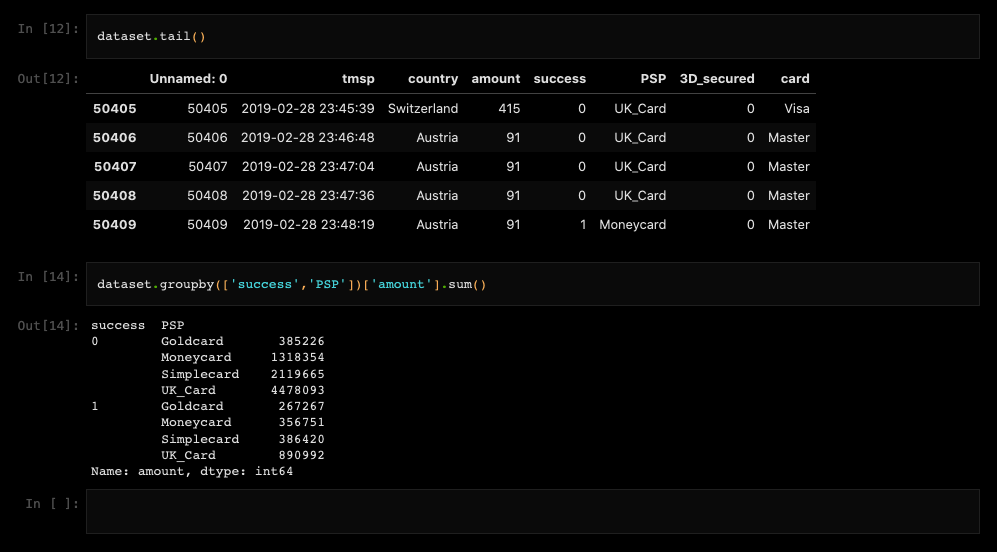 In [12]: dataset.tail()
Out[12]: Unnamed: 0 tmsp country amount success PSP 3D_secured card
50405 50405 2019-02-28 23:45:39 Switzerland 415 0 UK_Card 0 Visa
50406 50406 2019-02-28 23:46:48 Austria 91 0 UK_Card 0 Master
50407 50407 2019-02-28 23:47:04 Austria 91 0 UK_Card 0 Master
50408 50408 2019-02-28 23:47:36 Austria 91 0 UK_Card 0 Master
50409 50409 2019-02-28 23:48:19 Austria 91 1 Moneycard 0 Master
In [14]: dataset.groupby(['success','PSP'])['amount'].sum()
Out[14]: success PSP
0 Goldcard 385226
Moneycard 1318354
Simplecard 2119665
UK_Card 4478093
1 Goldcard 267267
Moneycard 356751
Simplecard 386420
UK_Card 890992
Name: amount, dtype: int64
In [ ]: